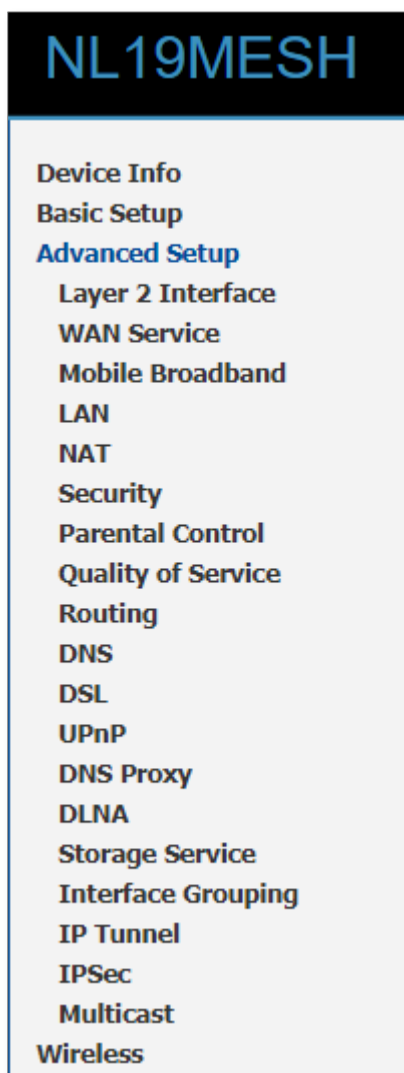 NL19MESH
Device Info
Basic Setup
Advanced Setup
Layer 2 Interface
WAN Service
Mobile Broadband
LAN
NAT
Security
Parental Control
Quality of Service
Routing
DNS
DSL
UPnP
DNS Proxy
DLNA
Storage Service
Interface Grouping
IP Tunnel
IPSec
Multicast
Wireless